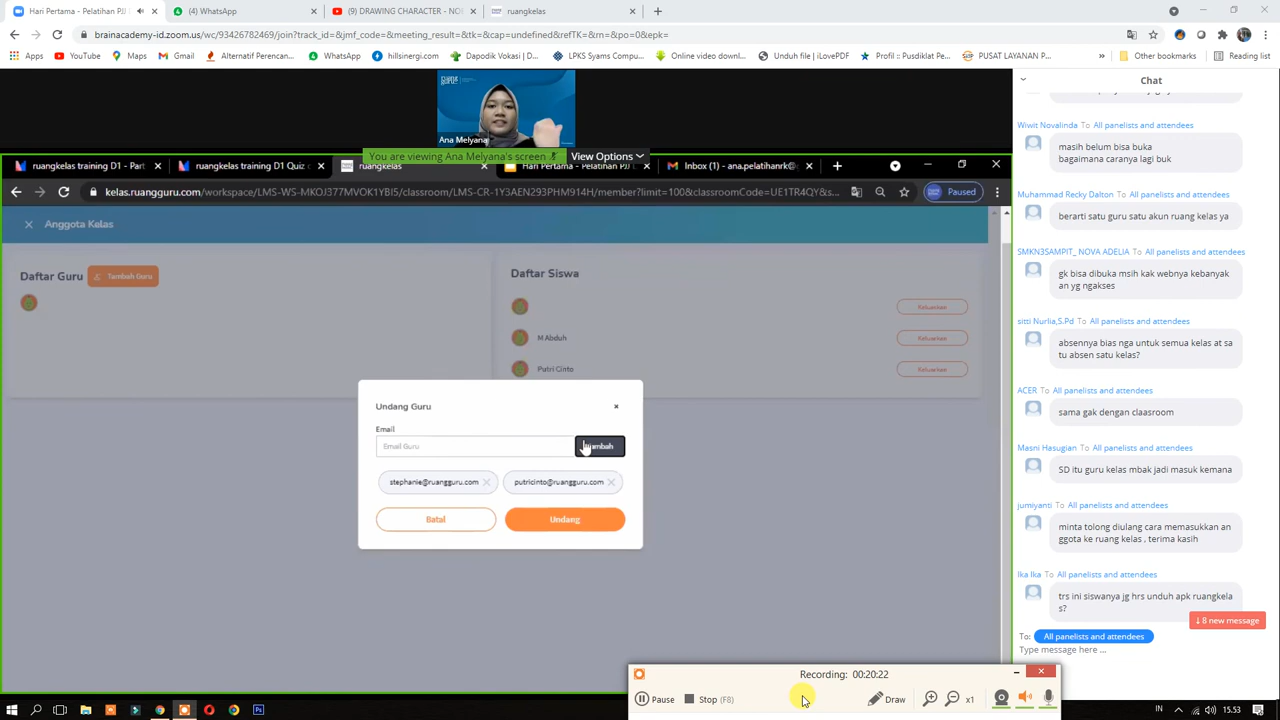 Hari Pertama - Pelatihan PJJ
(4) WhatsApp
(9) DRAWING CHARACTER - NO
ruangkelas
brainacademy-id.zoom.us/wc/93426782469/join?track_id=&jmf_code=&meeting_result=&tk=&cap=undefined&refTK=&rn=&po=0&epk=
Apps
YouTube
Maps
Gmail
Alternatif Perencan...
WhatsApp
hillsinergi.com
Dapodik Vokasi | D...
LPKS Syams Comput...
Online video downl...
Unduh file | iLovePDF
Profil :: Pusdiklat Pe...
PUSAT LAYANAN P...
Other bookmarks
Reading list
Ana Melyana
You are viewing Ana Melyana's screen
View Options
ruangkelas training D1 - Part
ruangkelas training D1 Quiz
ruangkelas
Hari Pertama - Pelatihan PJJ
Inbox (1) - ana.pelatihanrk@
kelas.ruangguru.com/workspace/LMS-WS-MKOJ377MVOK1YBI5/classroom/LMS-CR-1Y3AEN293PHM914H/member?limit=100&classroomCode=UE1TR4QY&s...
Paused
Anggota Kelas
Daftar Guru
Tambah Guru
Daftar Siswa
Keluarkan
M Abduh
Keluarkan
Putri Cinto
Keluarkan
Undang Guru
Email
Email Guru
stephanie@ruangguru.com
putricinto@ruangguru.com
Batal
Undang
Chat
Wiwit Novalinda To All panelists and attendees
masih belum bisa buka
bagaimana caranya lagi buk
Muhammad Recky Dalton To All panelists and attendees
berarti satu guru satu akun ruang kelas ya
SMKN3SAMPIT_ NOVA ADELIA To All panelists and attendees
gk bisa dibuka msih kak webnya kebanyak
an yg ngakses
sitti Nurlia,S.Pd To All panelists and attendees
absennya bias nga untuk semua kelas at sa
tu absen satu kelas?
ACER To All panelists and attendees
sama gak dengan claasroom
Masni Hasugian To All panelists and attendees
SD itu guru kelas mbak jadi masuk kemana
jumiyanti To All panelists and attendees
minta tolong diulang cara memasukkan an
ggota ke ruang kelas , terima kasih
Ika Ika To All panelists and attendees
trs ini siswanya jg hrs unduh apk ruangkela
s?
8 new message
To: All panelists and attendees
Type message here ...
Recording: 00:20:22
Pause
Stop (F8)
Draw
x1
IN
15.53